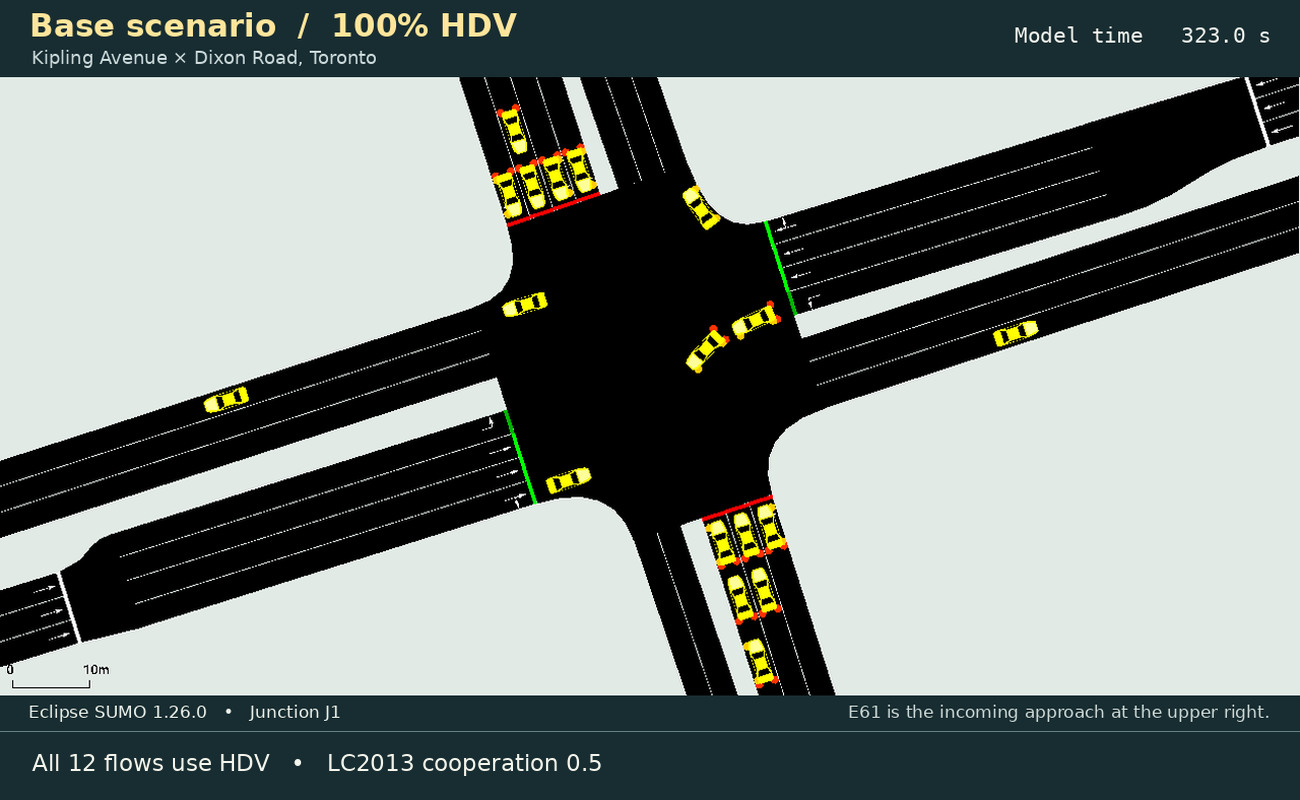 Base scenario / 100% HDV
Model time 323.0 s
Kipling Avenue × Dixon Road, Toronto
0 10m
Eclipse SUMO 1.26.0 • Junction J1
E61 is the incoming approach at the upper right.
All 12 flows use HDV • LC2013 cooperation 0.5